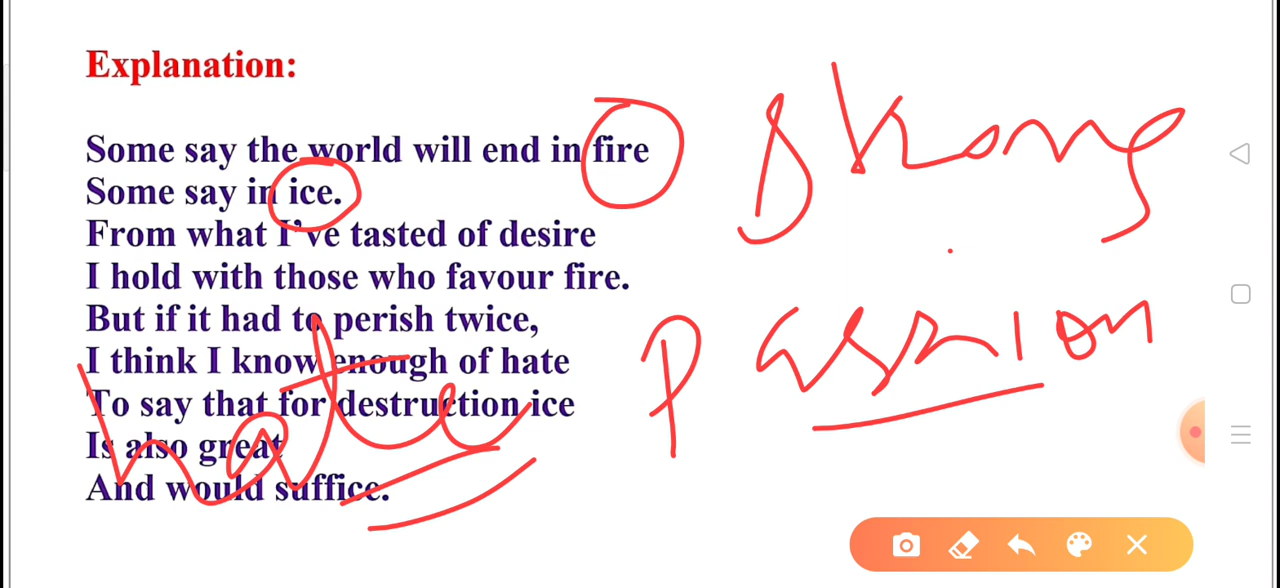 Explanation:
Some say the world will end in fire
Some say in ice.
From what I've tasted of desire
I hold with those who favour fire.
But if it had to perish twice,
I think I know enough of hate
To say that for destruction ice
Is also great
And would suffice.
Strong
Passion
hate